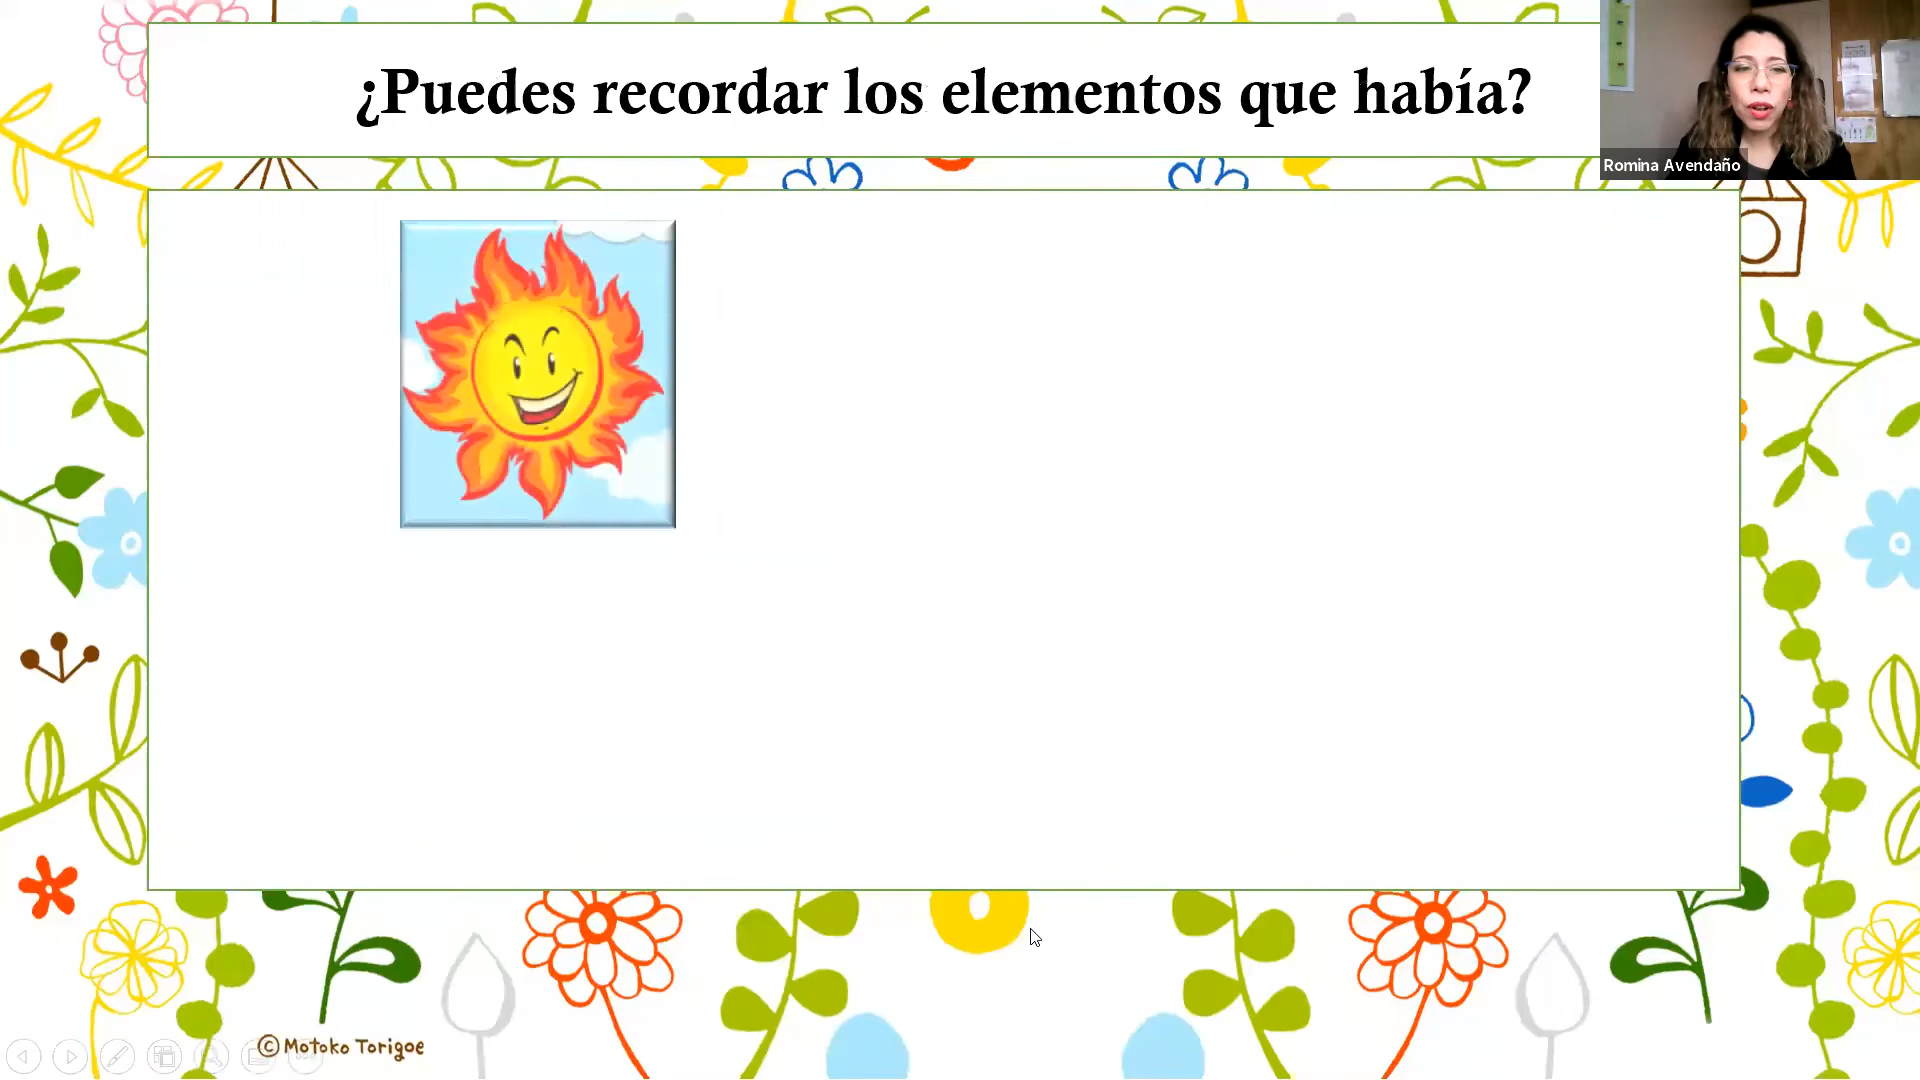 ¿Puedes recordar los elementos que había?
Romina Avendaño
© Motoko Torigoe